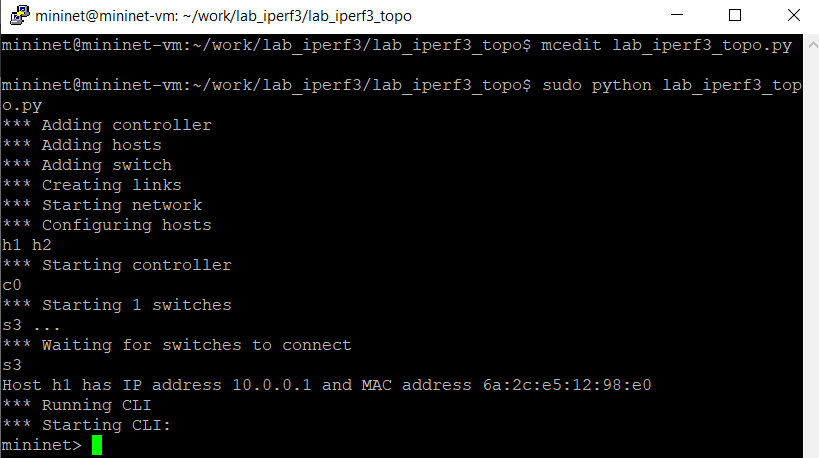 mininet@mininet-vm: ~/work/lab_iperf3/lab_iperf3_topo
mininet@mininet-vm:~/work/lab_iperf3/lab_iperf3_topo$ mcedit lab_iperf3_topo.py
mininet@mininet-vm:~/work/lab_iperf3/lab_iperf3_topo$ sudo python lab_iperf3_top
o.py
*** Adding controller
*** Adding hosts
*** Adding switch
*** Creating links
*** Starting network
*** Configuring hosts
h1 h2
*** Starting controller
c0
*** Starting 1 switches
s3 ...
*** Waiting for switches to connect
s3
Host h1 has IP address 10.0.0.1 and MAC address 6a:2c:e5:12:98:e0
*** Running CLI
*** Starting CLI:
mininet>